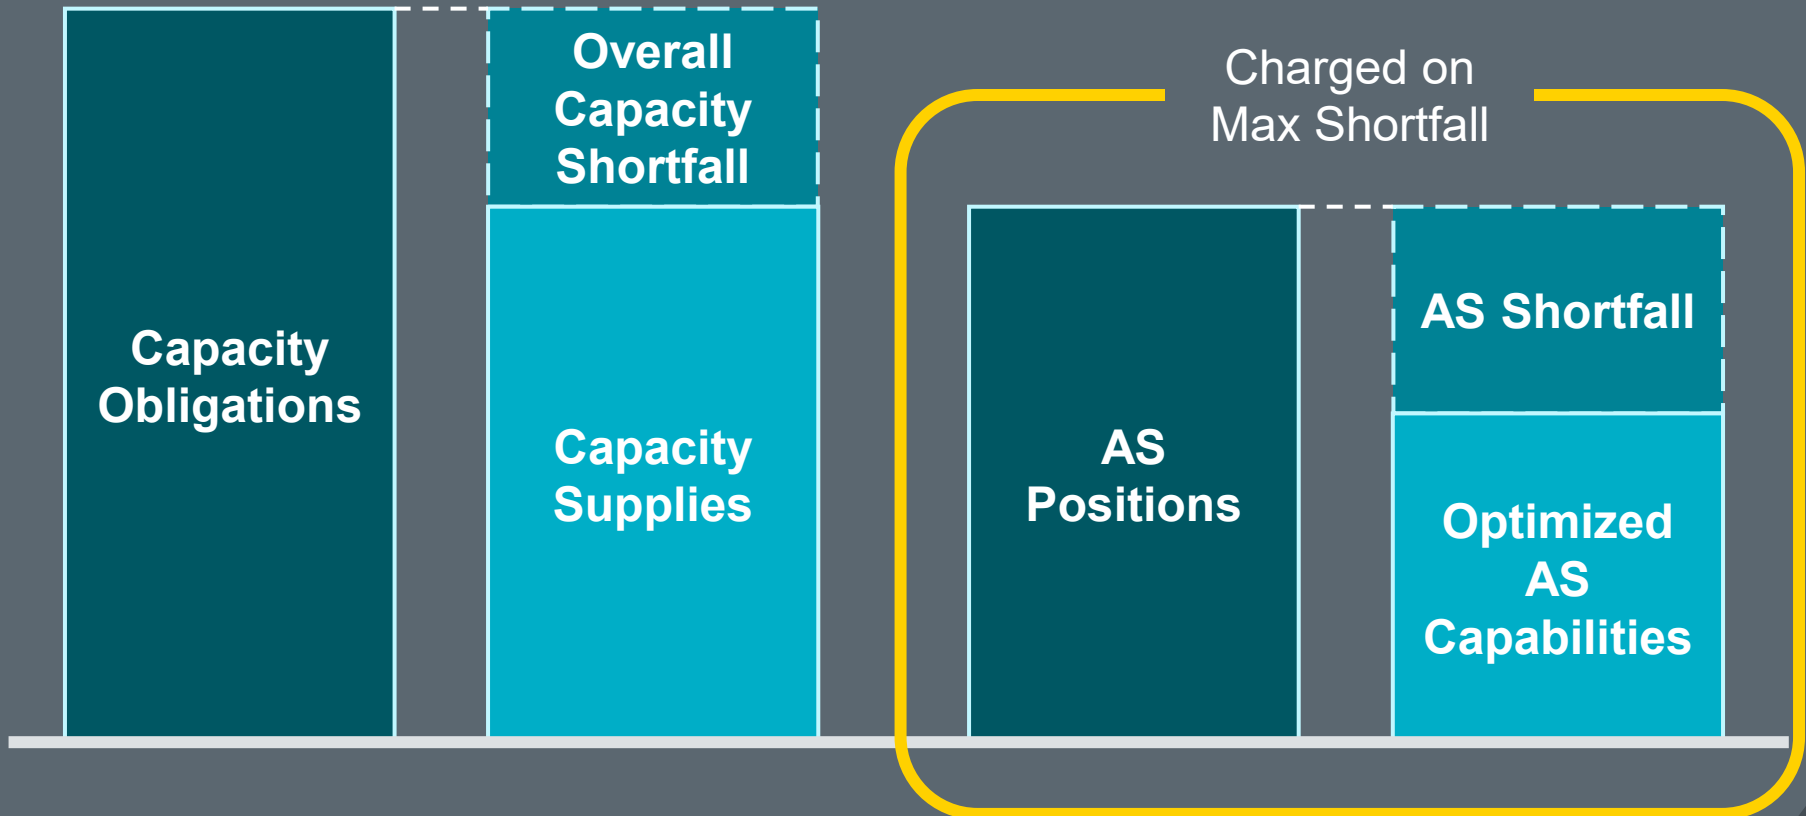 Capacity
Obligations
Overall
Capacity
Shortfall
Capacity
Supplies
Charged on
Max Shortfall
AS
Positions
AS Shortfall
Optimized
AS
Capabilities